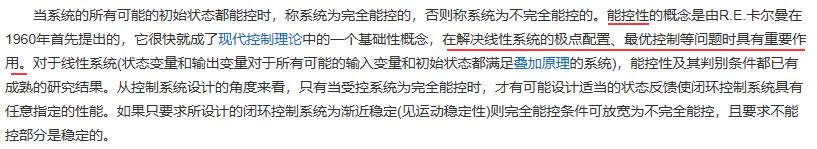 当系统的所有可能的初始状态都能控时，称系统为完全能控的，否则称系统为不完全能控的。能控性的概念是由R.E.卡尔曼在
1960年首先提出的，它很快就成了现代控制理论中的一个基础性概念，在解决线性系统的极点配置、最优控制等问题时具有重要作
用。对于线性系统(状态变量和输出变量对于所有可能的输入变量和初始状态都满足叠加原理的系统)，能控性及其判别条件都已有
成熟的研究结果。从控制系统设计的角度来看，只有当受控系统为完全能控时，才有可能设计适当的状态反馈使闭环控制系统具有
任意指定的性能。如果只要求所设计的闭环控制系统为渐近稳定(见运动稳定性)则完全能控条件可放宽为不完全能控，且要求不能
控部分是稳定的。